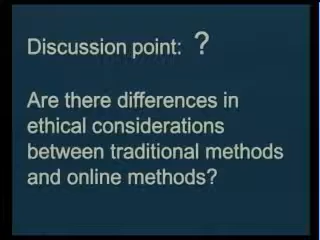 Discussion point: ?
Are there differences in
ethical considerations
between traditional methods
and online methods?